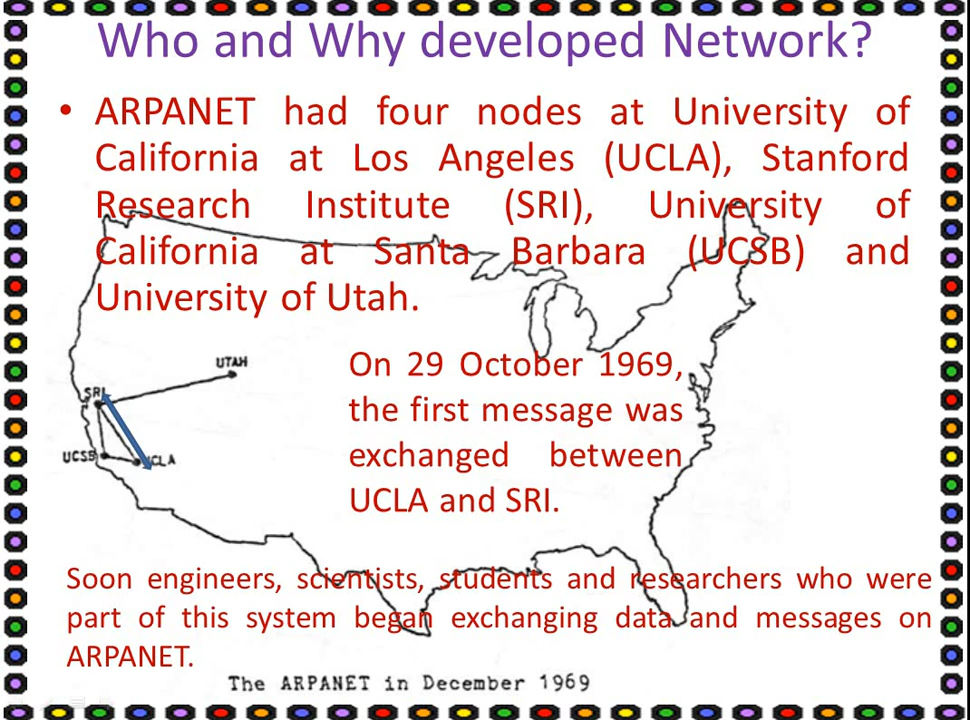 Who and Why developed Network?
• ARPANET had four nodes at University of
California at Los Angeles (UCLA), Stanford
Research Institute (SRI), University of
California at Santa Barbara (UCSB) and
University of Utah.
On 29 October 1969,
the first message was
exchanged between
UCLA and SRI.
UTAH
SRI
UCSB
UCLA
Soon engineers, scientists, students and researchers who were
part of this system began exchanging data and messages on
ARPANET.
The ARPANET in December 1969